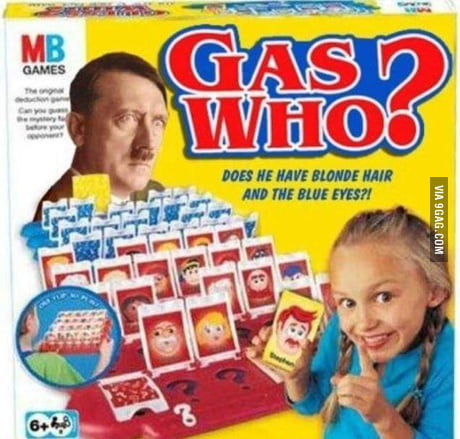 MB
GAMES
The original
deduction game
Can you guess
the mystery
before your
opponent?
GAS
WHO?
DOES HE HAVE BLONDE HAIR
AND THE BLUE EYES?!
VIA 9GAG.COM
Stephen
6+